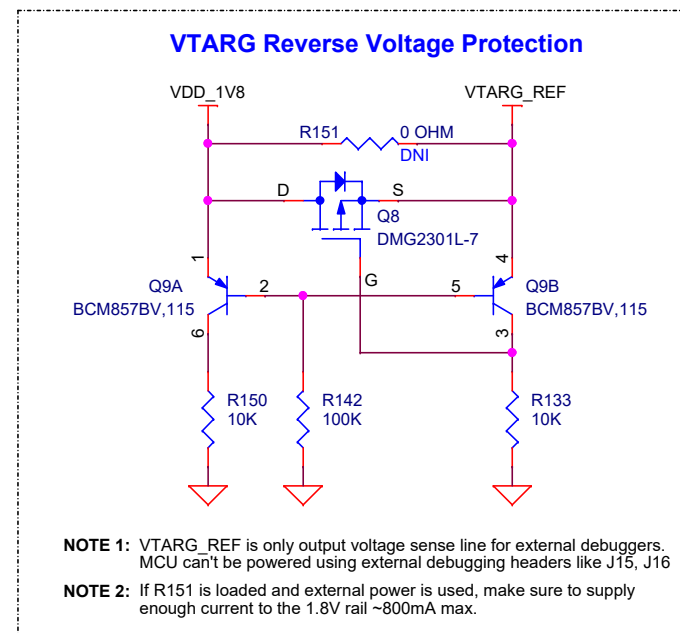 VTARG Reverse Voltage Protection
VDD_1V8
VTARG_REF
R151
0 OHM
DNI
D
S
Q8
DMG2301L-7
G
1
4
Q9A
2
5
Q9B
BCM857BV,115
BCM857BV,115
6
3
R150
10K
R142
100K
R133
10K
NOTE 1: VTARG_REF is only output voltage sense line for external debuggers.
MCU can't be powered using external debugging headers like J15, J16
NOTE 2: If R151 is loaded and external power is used, make sure to supply
enough current to the 1.8V rail ~800mA max.